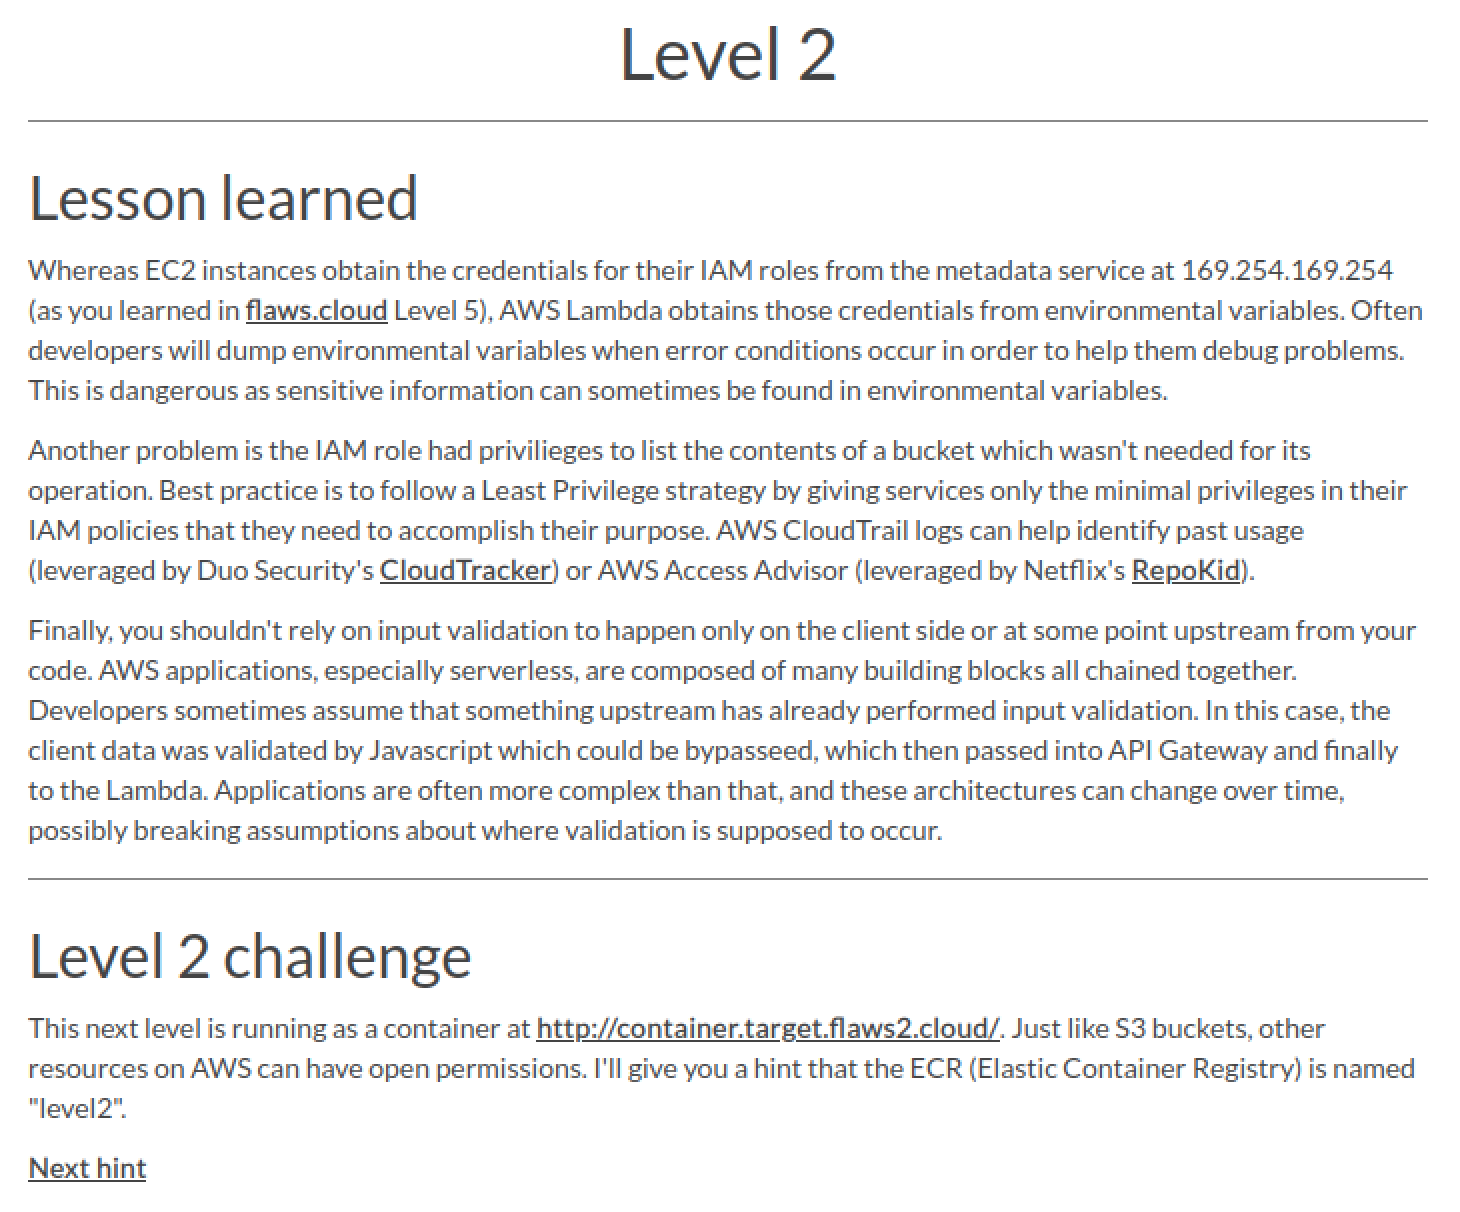 Level 2
Lesson learned
Whereas EC2 instances obtain the credentials for their IAM roles from the metadata service at 169.254.169.254
(as you learned in flaws.cloud Level 5), AWS Lambda obtains those credentials from environmental variables. Often
developers will dump environmental variables when error conditions occur in order to help them debug problems.
This is dangerous as sensitive information can sometimes be found in environmental variables.
Another problem is the IAM role had privilieges to list the contents of a bucket which wasn't needed for its
operation. Best practice is to follow a Least Privilege strategy by giving services only the minimal privileges in their
IAM policies that they need to accomplish their purpose. AWS CloudTrail logs can help identify past usage
(leveraged by Duo Security's CloudTracker) or AWS Access Advisor (leveraged by Netflix's RepoKid).
Finally, you shouldn't rely on input validation to happen only on the client side or at some point upstream from your
code. AWS applications, especially serverless, are composed of many building blocks all chained together.
Developers sometimes assume that something upstream has already performed input validation. In this case, the
client data was validated by Javascript which could be bypasseed, which then passed into API Gateway and finally
to the Lambda. Applications are often more complex than that, and these architectures can change over time,
possibly breaking assumptions about where validation is supposed to occur.
Level 2 challenge
This next level is running as a container at http://container.target.flaws2.cloud/. Just like S3 buckets, other
resources on AWS can have open permissions. I'll give you a hint that the ECR (Elastic Container Registry) is named
"level2".
Next hint